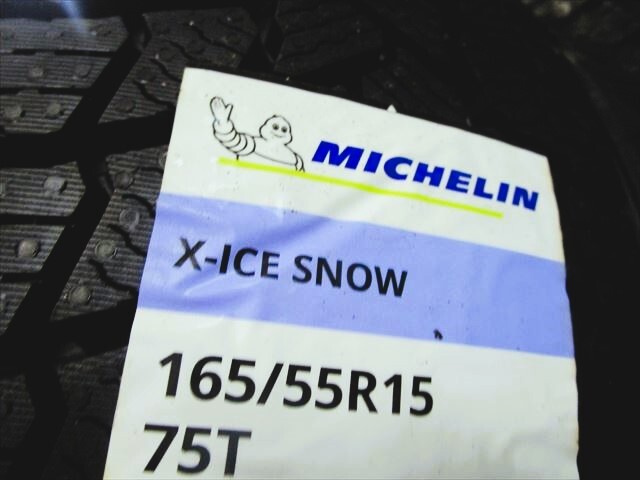 MICHELIN
X-ICE SNOW
165/55R15
75T